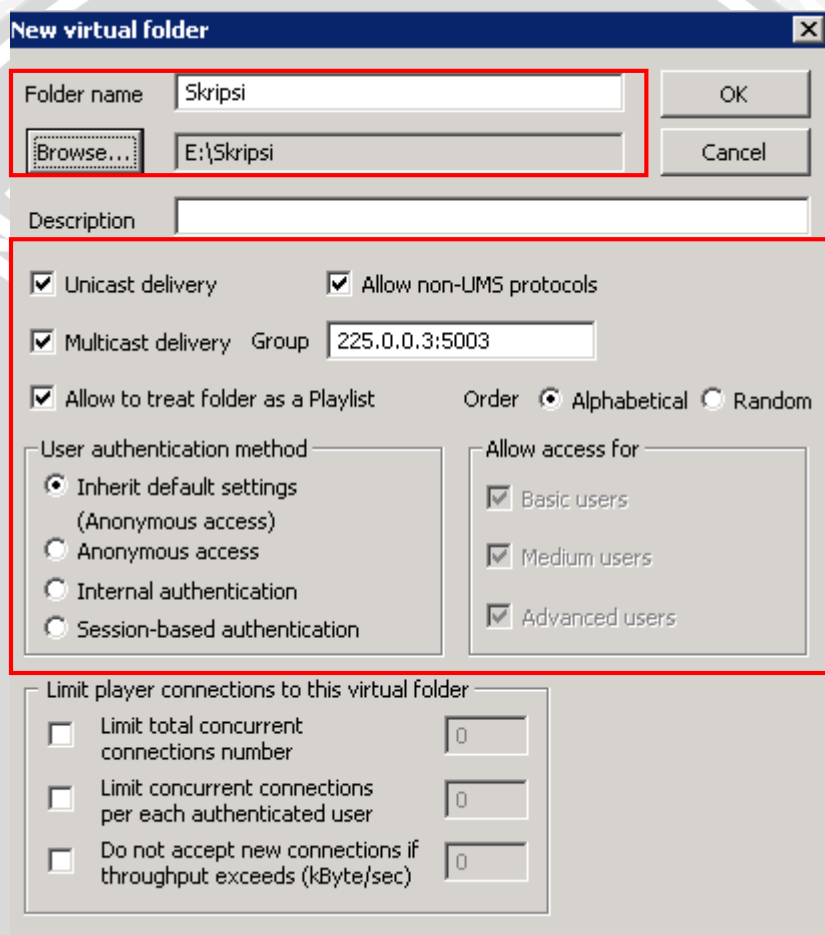 New virtual folder
Folder name Skripsi OK
Browse... E:\Skripsi Cancel
Description
Unicast delivery Allow non-UMS protocols
Multicast delivery Group 225.0.0.3:5003
Allow to treat folder as a Playlist Order Alphabetical Random
User authentication method Allow access for
Inherit default settings
(Anonymous access)
Basic users
Anonymous access
Medium users
Internal authentication
Session-based authentication
Advanced users
Limit player connections to this virtual folder
Limit total concurrent
connections number 0
Limit concurrent connections
per each authenticated user 0
Do not accept new connections if
throughput exceeds (kByte/sec) 0